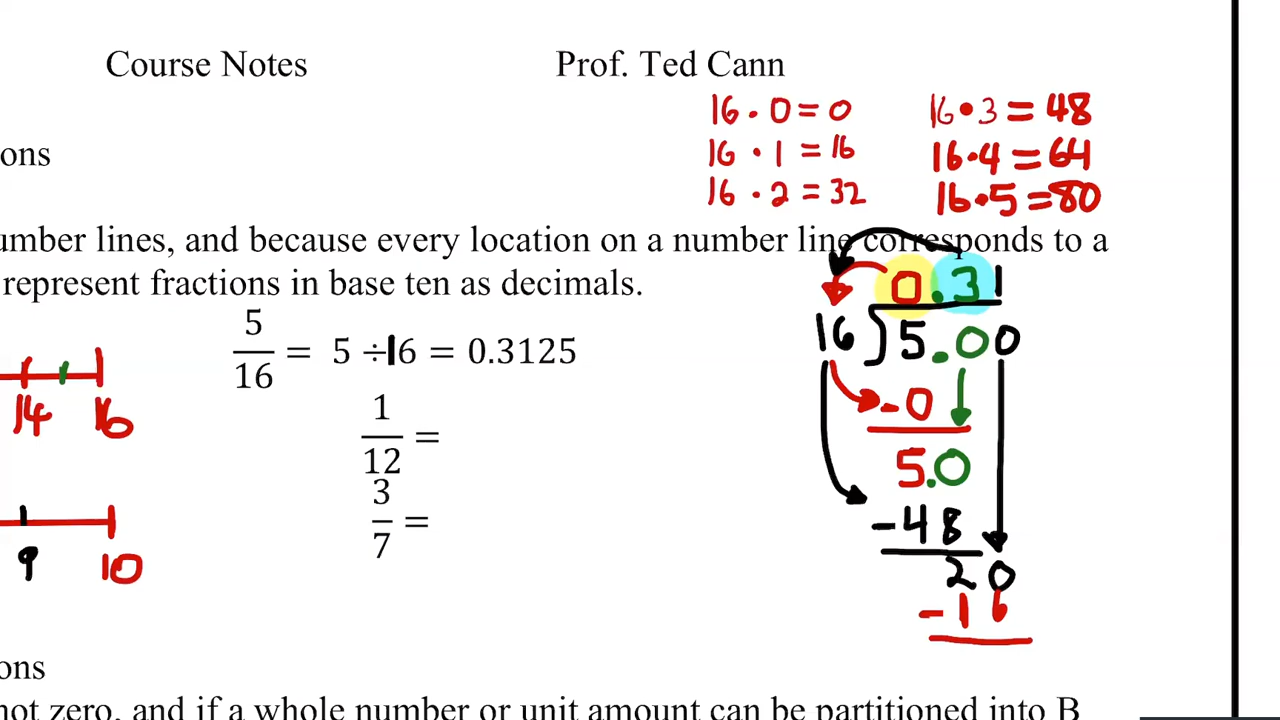 Course Notes Prof. Ted Cann
16 · 0 = 0 16 · 3 = 48
16 · 1 = 16 16 · 4 = 64
16 · 2 = 32 16 · 5 = 80
ons
umber lines, and because every location on a number line corresponds to a
represent fractions in base ten as decimals.
5/16 = 5 ÷ 16 = 0.3125
1/12 =
3/7 =
14 16
9 10
0.31
16 ) 5.00
-0
5.0
-48
20
-16
ons
not zero, and if a whole number or unit amount can be partitioned into B